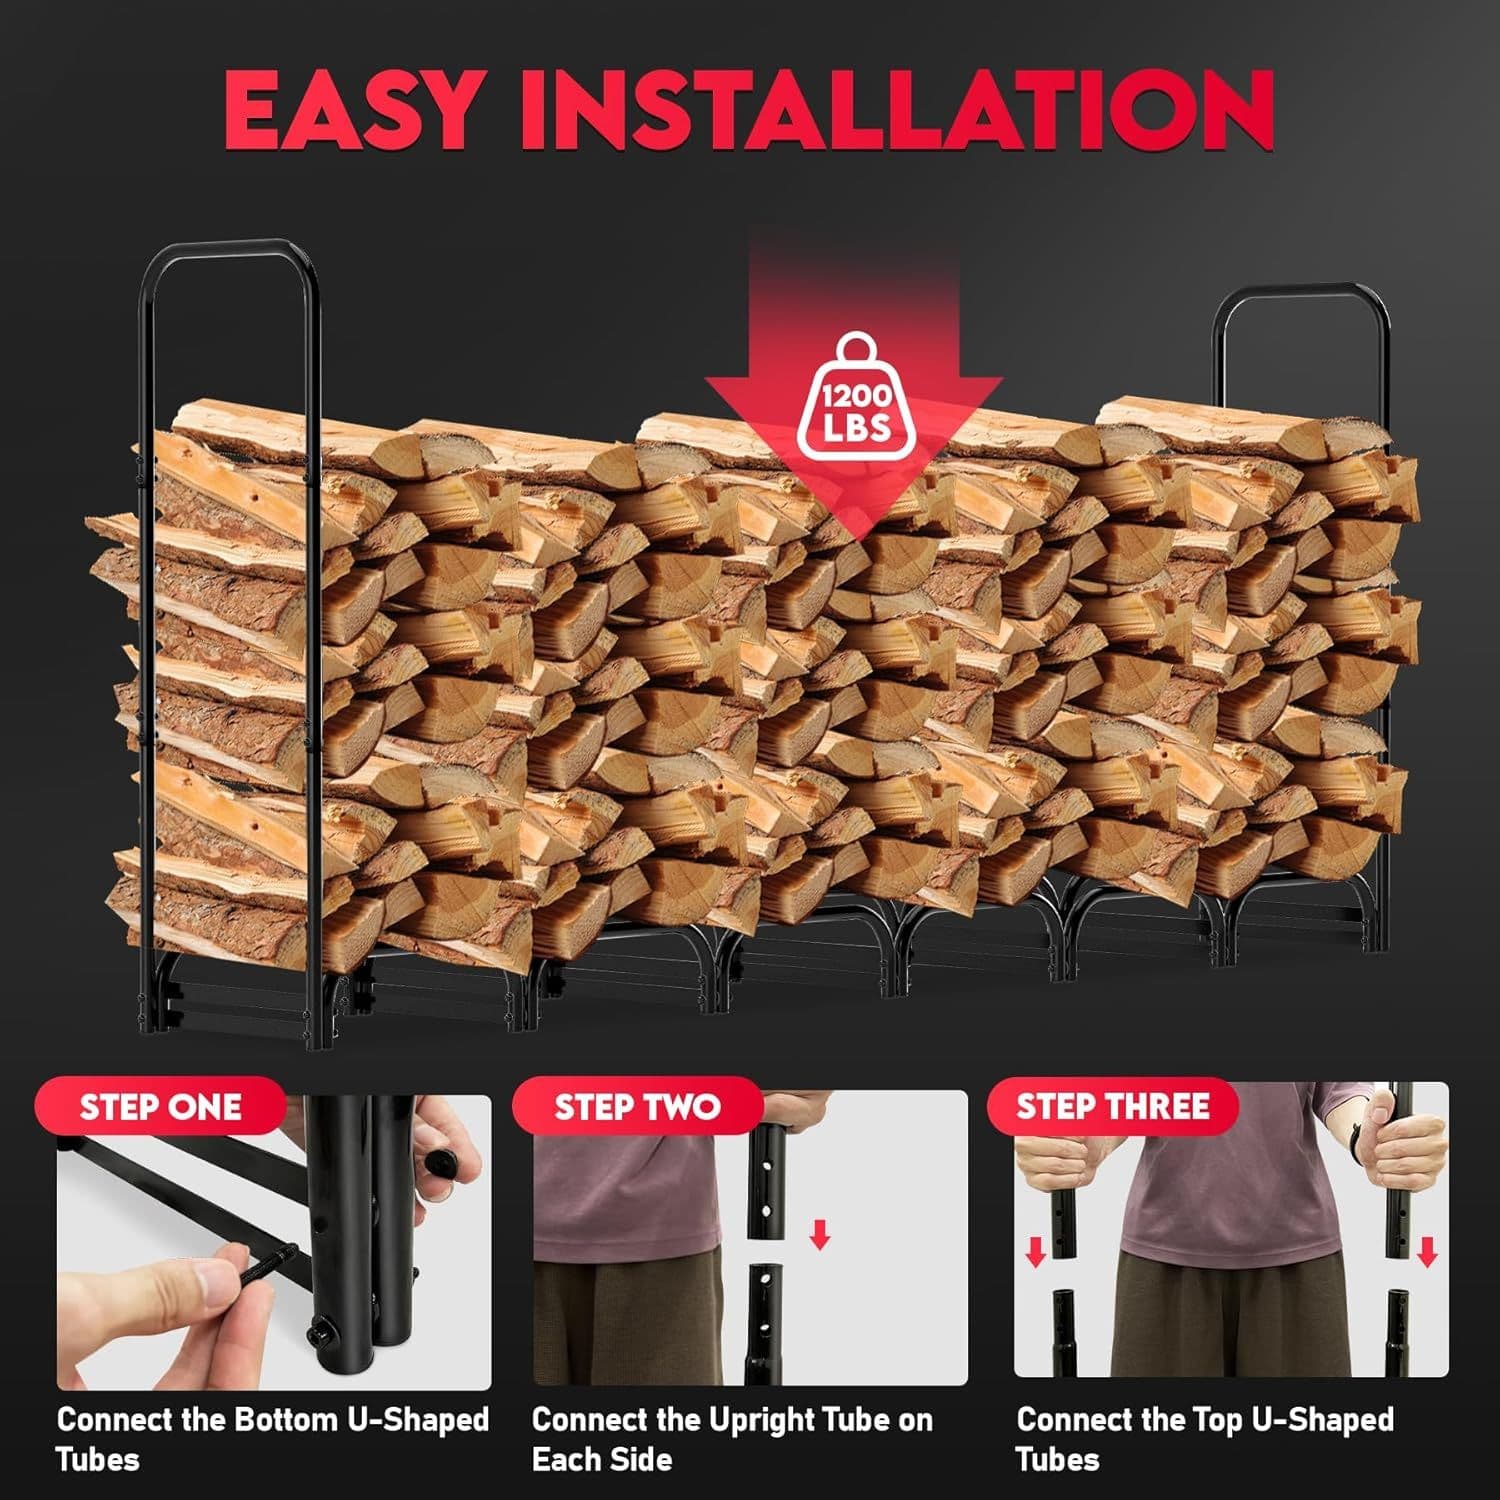 EASY INSTALLATION
1200
LBS
STEP ONE
Connect the Bottom U-Shaped
Tubes
STEP TWO
Connect the Upright Tube on
Each Side
STEP THREE
Connect the Top U-Shaped
Tubes